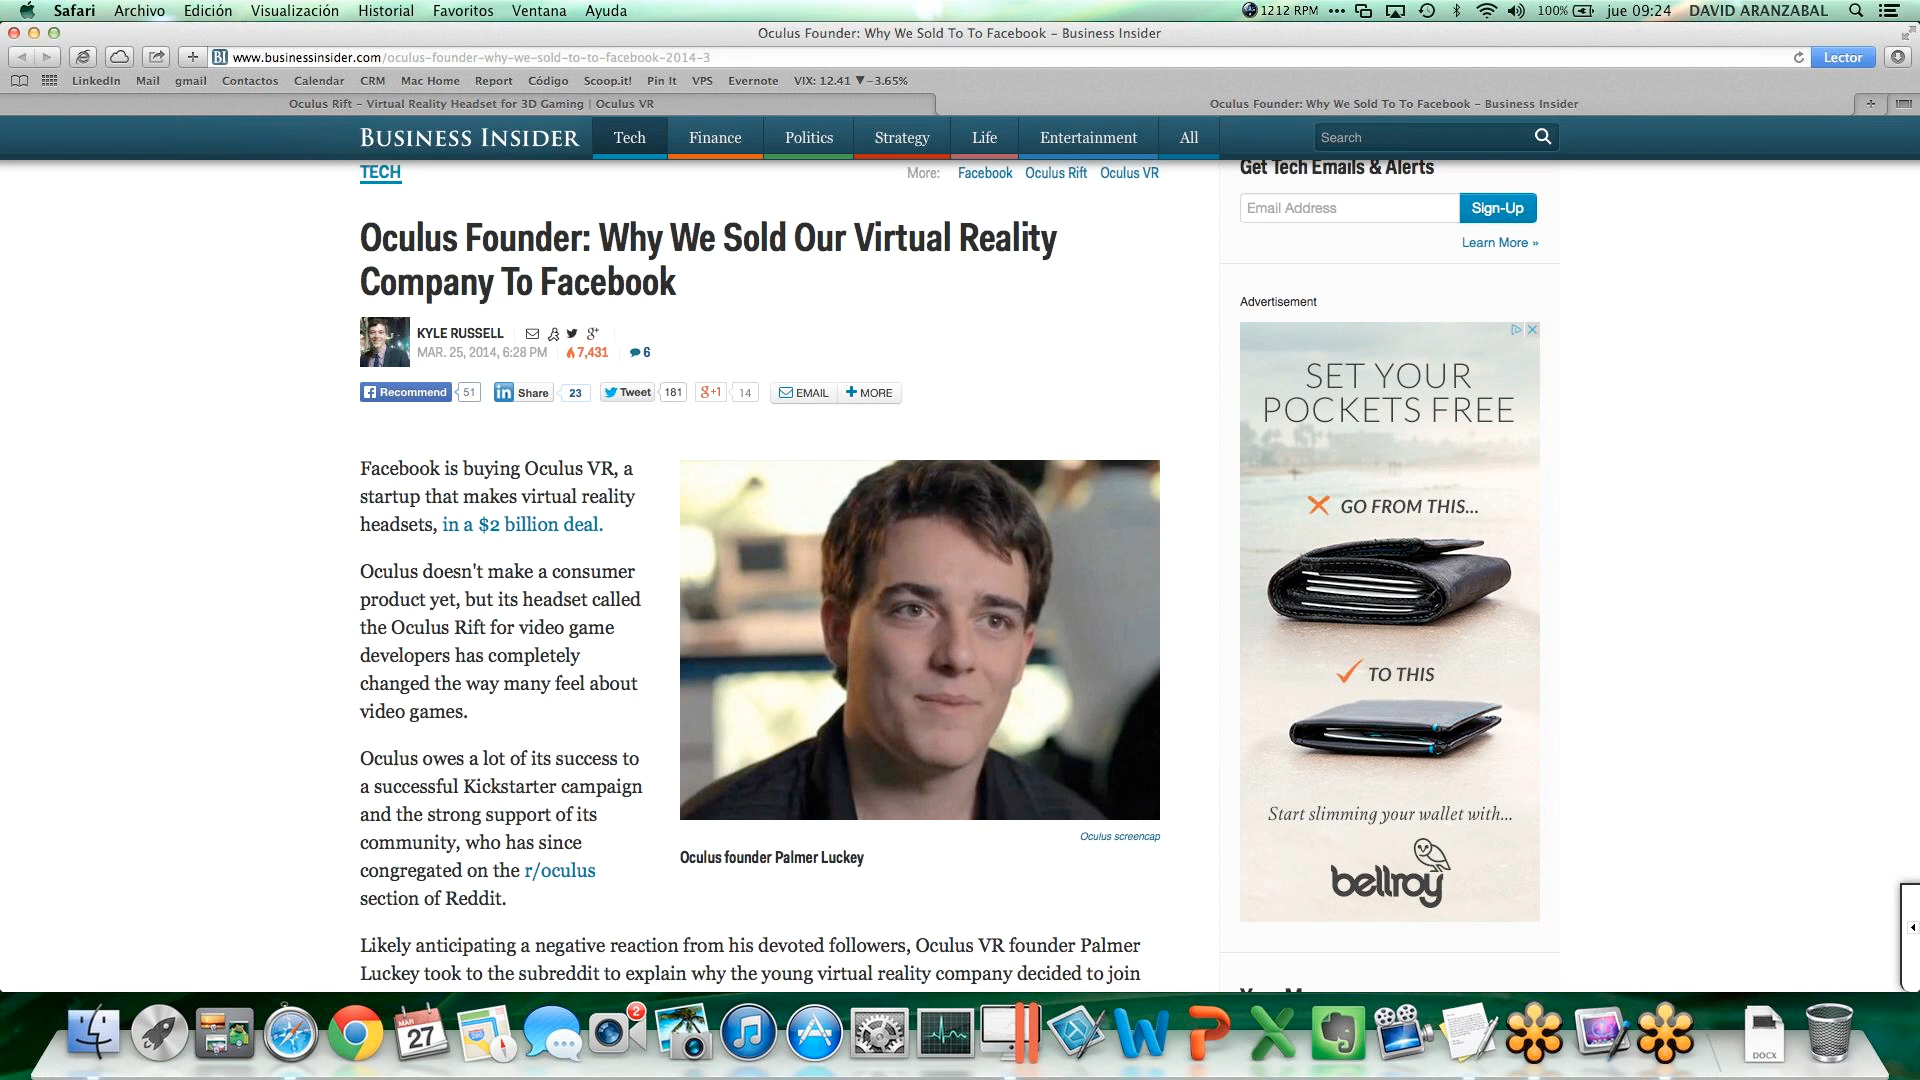 Safari Archivo Edición Visualización Historial Favoritos Ventana Ayuda 1212 RPM 100% jue 09:24 DAVID ARANZABAL
Oculus Founder: Why We Sold To To Facebook – Business Insider
BI www.businessinsider.com/oculus-founder-why-we-sold-to-to-facebook-2014-3 Lector
LinkedIn Mail gmail Contactos Calendar CRM Mac Home Report Código Scoop.it! Pin It VPS Evernote VIX: 12.41 ▼−3.65%
Oculus Rift – Virtual Reality Headset for 3D Gaming | Oculus VR
Oculus Founder: Why We Sold To To Facebook – Business Insider
BUSINESS INSIDER Tech Finance Politics Strategy Life Entertainment All Search
TECH
More: Facebook Oculus Rift Oculus VR
Oculus Founder: Why We Sold Our Virtual Reality
Company To Facebook
KYLE RUSSELL
MAR. 25, 2014, 6:28 PM 7,431 6
Recommend 51 in Share 23 Tweet 181 g+1 14 EMAIL + MORE
Facebook is buying Oculus VR, a
startup that makes virtual reality
headsets, in a $2 billion deal.
Oculus doesn't make a consumer
product yet, but its headset called
the Oculus Rift for video game
developers has completely
changed the way many feel about
video games.
Oculus owes a lot of its success to
a successful Kickstarter campaign
and the strong support of its
community, who has since
congregated on the r/oculus
section of Reddit.
Oculus screencap
Oculus founder Palmer Luckey
Likely anticipating a negative reaction from his devoted followers, Oculus VR founder Palmer
Luckey took to the subreddit to explain why the young virtual reality company decided to join
Get Tech Emails & Alerts
Email Address Sign-Up
Learn More »
Advertisement
SET YOUR
POCKETS FREE
GO FROM THIS...
TO THIS
Start slimming your wallet with...
bellroy
MAR
27
2
W P X
DOCX